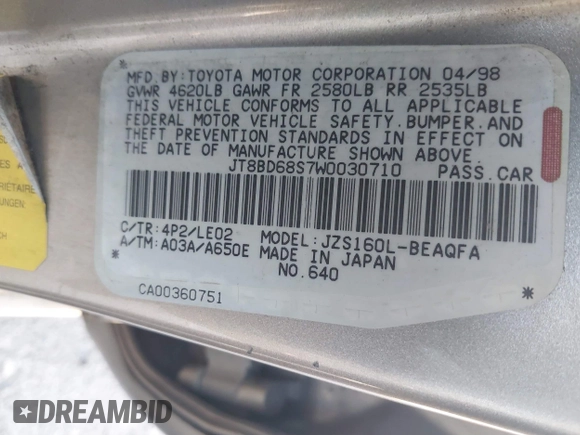 MFD.BY:TOYOTA MOTOR CORPORATION 04/98
GVWR 4620LB GAWR FR 2580LB RR 2535LB
THIS VEHICLE CONFORMS TO ALL APPLICABLE
FEDERAL MOTOR VEHICLE SAFETY.BUMPER.AND
THEFT PREVENTION STANDARDS IN EFFECT ON
THE DATE OF MANUFACTURE SHOWN ABOVE.
JT8BD68S7W0030710 PASS.CAR
C/TR:4P2/LE02 MODEL:JZS160L-BEAQFA
A/TM:A03A/A650E MADE IN JAPAN
NO.640
CA00360751
DREAMBID